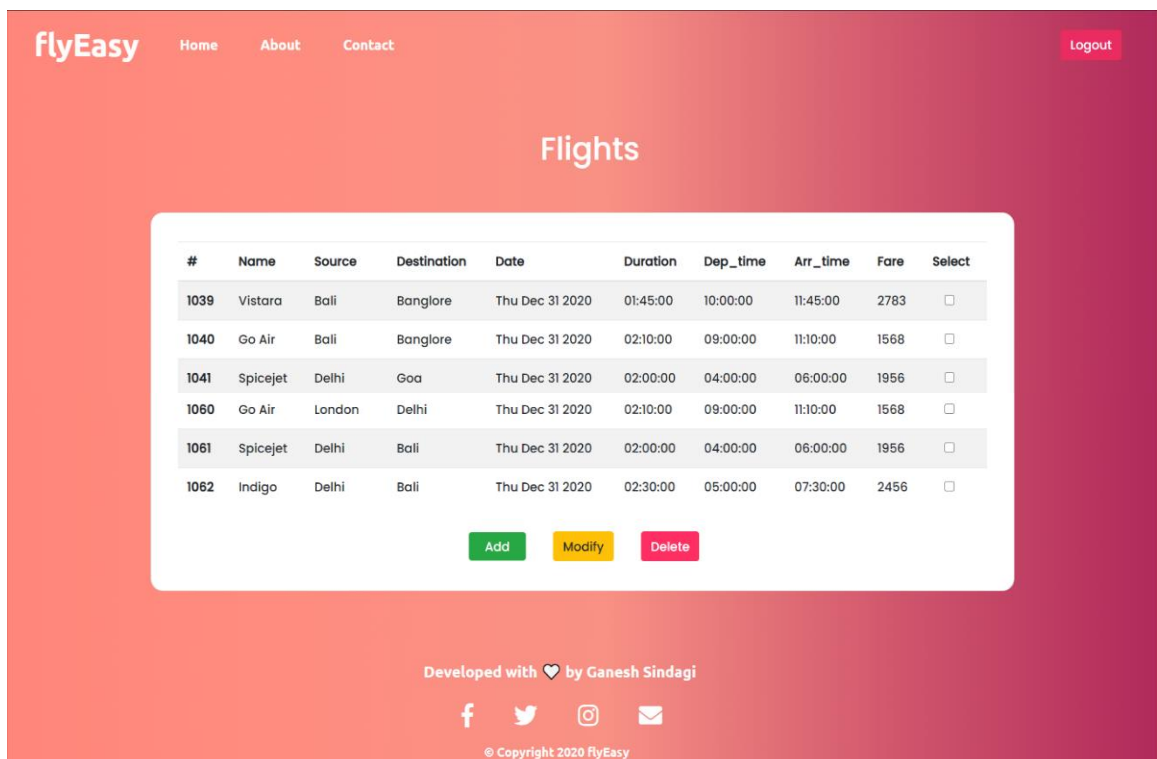 flyEasy Home About Contact Logout
Flights
# Name Source Destination Date Duration Dep_time Arr_time Fare Select
1039 Vistara Bali Banglore Thu Dec 31 2020 01:45:00 10:00:00 11:45:00 2783
1040 Go Air Bali Banglore Thu Dec 31 2020 02:10:00 09:00:00 11:10:00 1568
1041 Spicejet Delhi Goa Thu Dec 31 2020 02:00:00 04:00:00 06:00:00 1956
1060 Go Air London Delhi Thu Dec 31 2020 02:10:00 09:00:00 11:10:00 1568
1061 Spicejet Delhi Bali Thu Dec 31 2020 02:00:00 04:00:00 06:00:00 1956
1062 Indigo Delhi Bali Thu Dec 31 2020 02:30:00 05:00:00 07:30:00 2456
Add Modify Delete
Developed with 🤍 by Ganesh Sindagi
© Copyright 2020 flyEasy